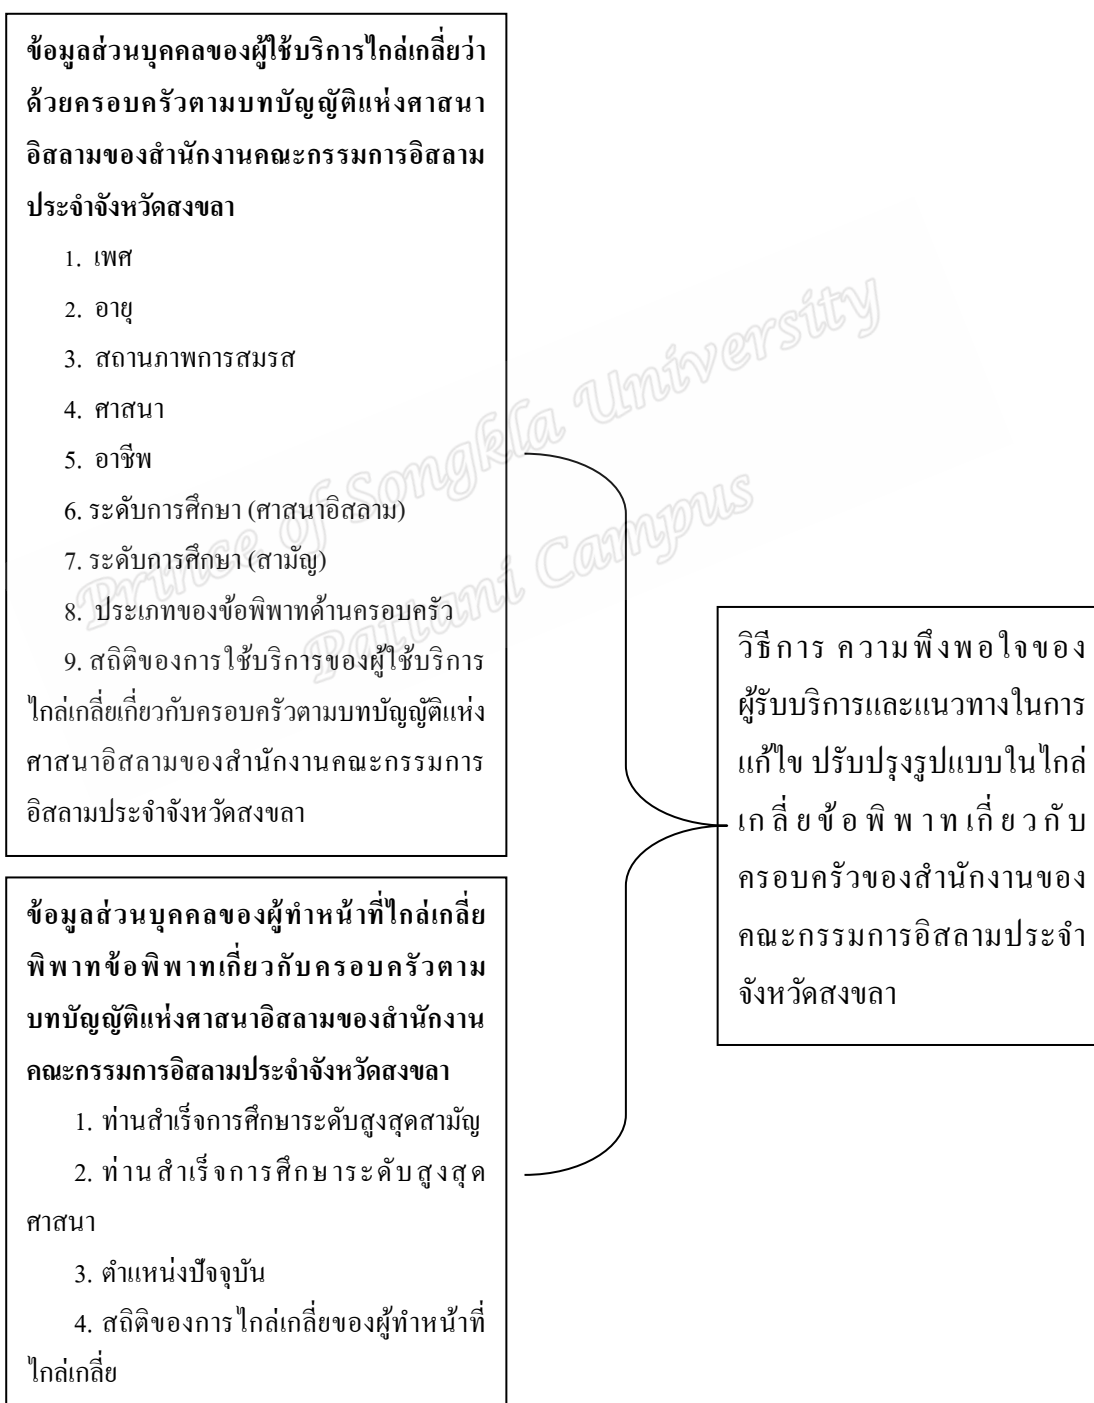 ข้อมูลส่วนบุคคลของผู้ใช้บริการไกล่เกลี่ยว่า
ด้วยครอบครัวตามบทบัญญัติแห่งศาสนา
อิสลามของสำนักงานคณะกรรมการอิสลาม
ประจำจังหวัดสงขลา
1. เพศ
2. อายุ
3. สถานภาพการสมรส
4. ศาสนา
5. อาชีพ
6. ระดับการศึกษา (ศาสนาอิสลาม)
7. ระดับการศึกษา (สามัญ)
8. ประเภทของข้อพิพาทด้านครอบครัว
9. สถิติของการใช้บริการของผู้ใช้บริการ
ไกล่เกลี่ยเกี่ยวกับครอบครัวตามบทบัญญัติแห่ง
ศาสนาอิสลามของสำนักงานคณะกรรมการ
อิสลามประจำจังหวัดสงขลา
ข้อมูลส่วนบุคคลของผู้ทำหน้าที่ไกล่เกลี่ย
พิพาทข้อพิพาทเกี่ยวกับครอบครัวตาม
บทบัญญัติแห่งศาสนาอิสลามของสำนักงาน
คณะกรรมการอิสลามประจำจังหวัดสงขลา
1. ท่านสำเร็จการศึกษาระดับสูงสุดสามัญ
2. ท่านสำเร็จการศึกษาระดับสูงสุด
ศาสนา
3. ตำแหน่งปัจจุบัน
4. สถิติของการไกล่เกลี่ยของผู้ทำหน้าที่
ไกล่เกลี่ย
วิธีการ ความพึงพอใจของ
ผู้รับบริการและแนวทางในการ
แก้ไข ปรับปรุงรูปแบบในไกล่
เกลี่ยข้อพิพาทเกี่ยวกับ
ครอบครัวของสำนักงานของ
คณะกรรมการอิสลามประจำ
จังหวัดสงขลา
Prince of Songkla University
Pattani Campus